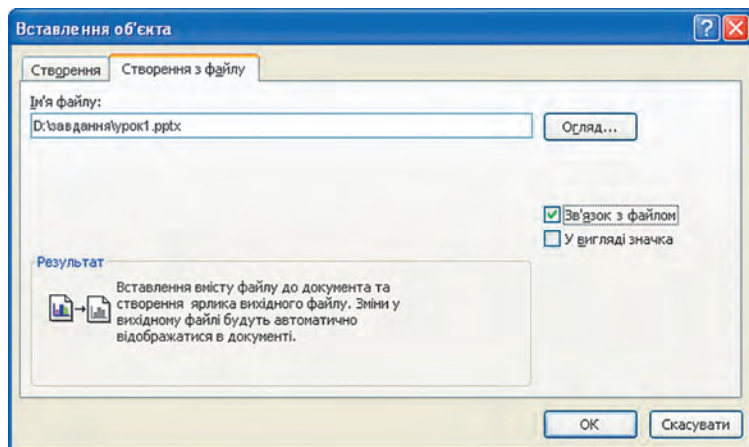 Вставлення об'єкта
Створення
Створення з файлу
Ім'я файлу:
D:\завдання\урок1.pptx
Огляд...
Зв'язок з файлом
У вигляді значка
Результат
Вставлення вмісту файлу до документа та
створення ярлика вихідного файлу. Зміни у
вихідному файлі будуть автоматично
відображатися в документі.
ОК
Скасувати